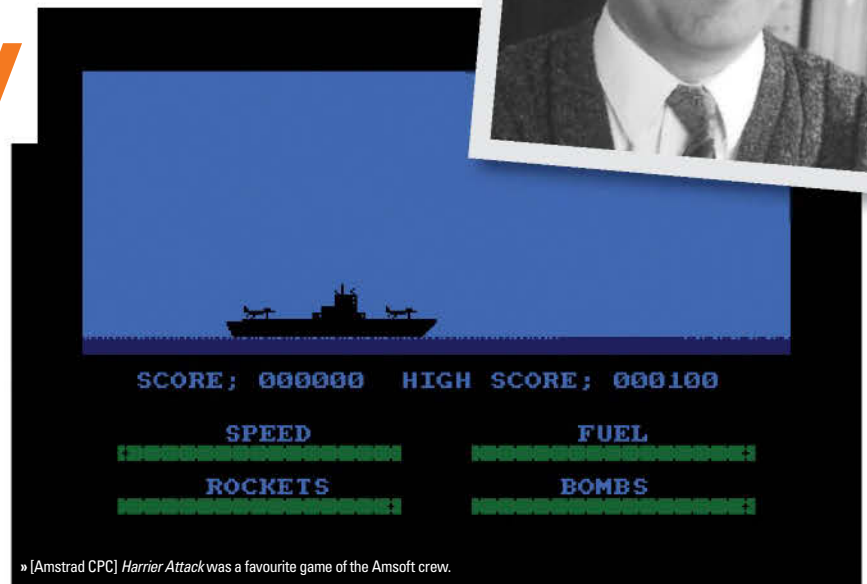 SCORE; 000000 HIGH SCORE; 000100
SPEED FUEL
ROCKETS BOMBS
» [Amstrad CPC] Harrier Attack was a favourite game of the Amsoft crew.